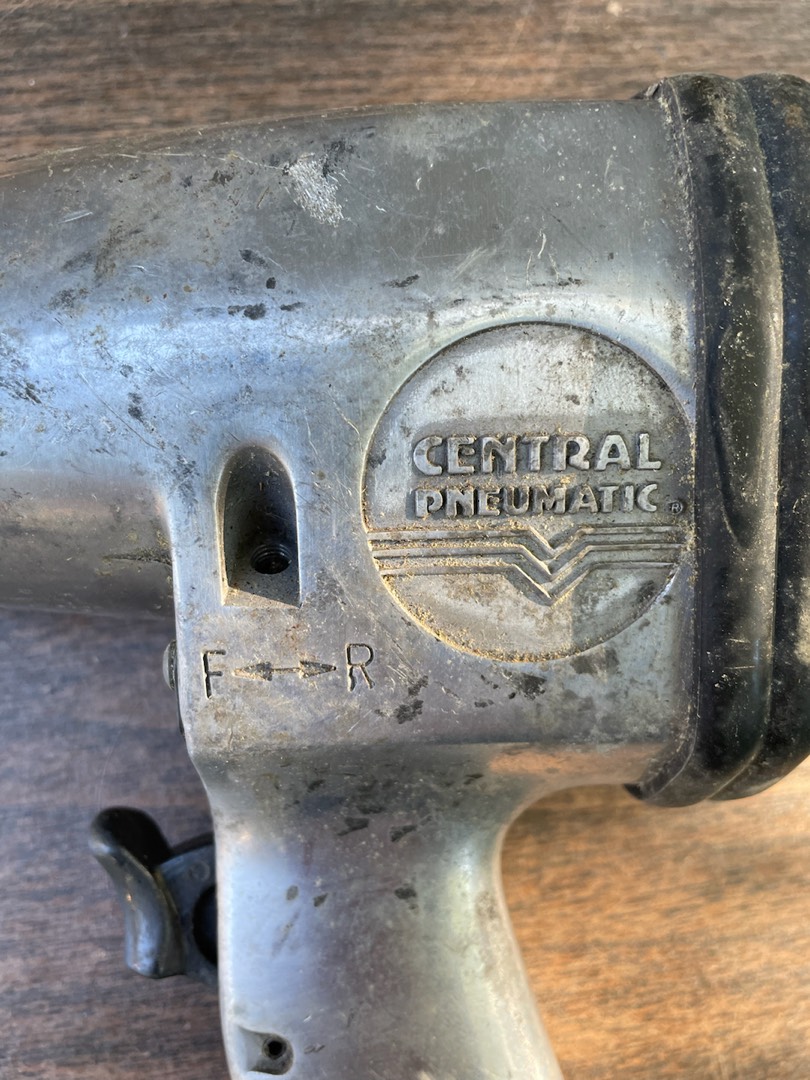 CENTRAL
PNEUMATIC ®
F ↔ R